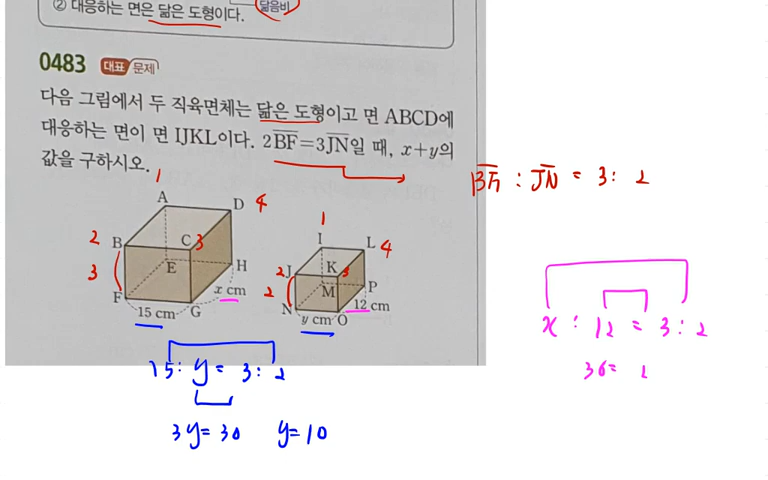 ② 대응하는 면은 닮은 도형이다.
닮음비
0483 대표 문제
다음 그림에서 두 직육면체는 닮은 도형이고 면 ABCD에
대응하는 면이 면 IJKL이다. 2BF=3JN일 때, x+y의
값을 구하시오.
BF : JN = 3 : 2
1
A
D 4
2 B
C 3
3
E
H
F
G
x cm
15 cm
1
I
L 4
2 J
K 3
2
M
P
N
O
12 cm
y cm
x : 12 = 3 : 2
36 = 2
15 : y = 3 : 2
3y = 30 y = 10